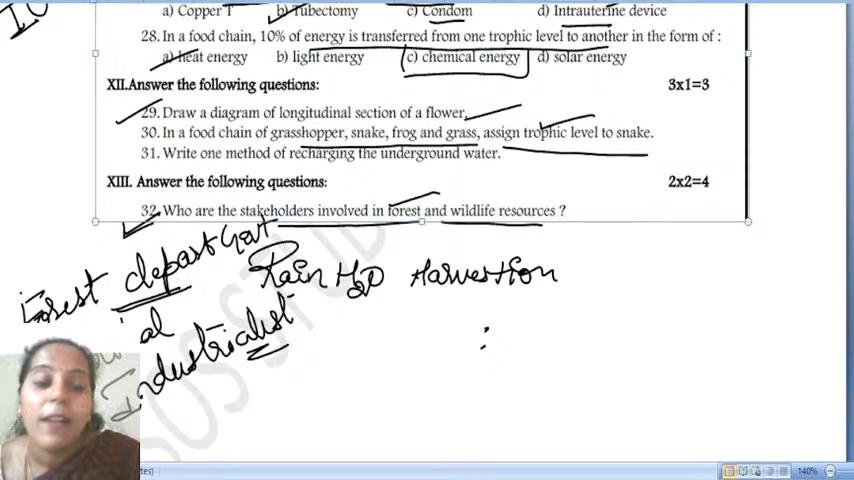 a) Copper T b) Tubectomy c) Condom d) Intrauterine device
28. In a food chain, 10% of energy is transferred from one trophic level to another in the form of :
a) heat energy b) light energy (c) chemical energy d) solar energy
XII.Answer the following questions: 3x1=3
29. Draw a diagram of longitudinal section of a flower.
30. In a food chain of grasshopper, snake, frog and grass, assign trophic level to snake.
31. Write one method of recharging the underground water.
XIII. Answer the following questions: 2x2=4
32. Who are the stakeholders involved in forest and wildlife resources ?
Forest department
Rain H2O Harvestion
al
Industrialist
140%